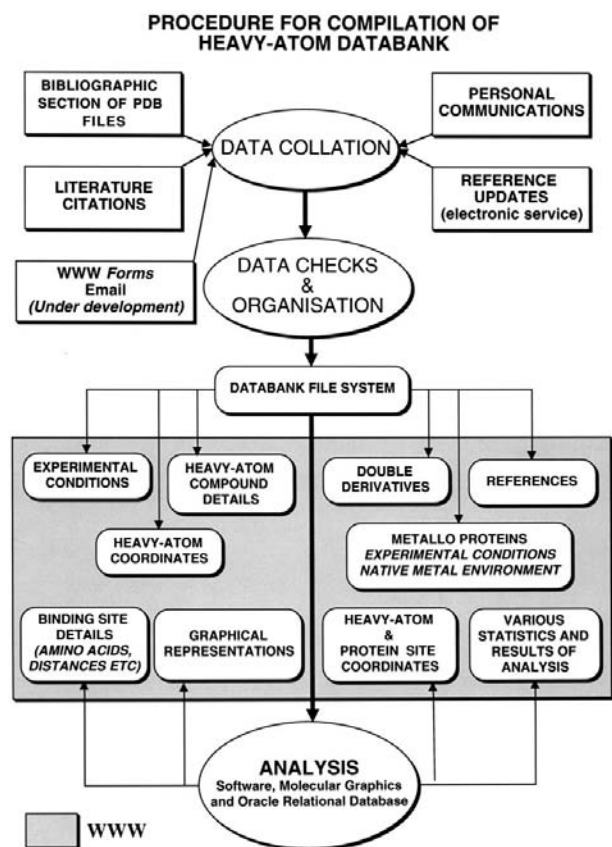 PROCEDURE FOR COMPILATION OF
HEAVY-ATOM DATABANK
BIBLIOGRAPHIC
SECTION OF PDB
FILES
PERSONAL
COMMUNICATIONS
DATA COLLATION
LITERATURE
CITATIONS
REFERENCE
UPDATES
(electronic service)
WWW Forms
Email
(Under development)
DATA CHECKS
&
ORGANISATION
DATABANK FILE SYSTEM
EXPERIMENTAL
CONDITIONS
HEAVY-ATOM
COMPOUND
DETAILS
DOUBLE
DERIVATIVES
REFERENCES
HEAVY-ATOM
COORDINATES
METALLO PROTEINS
EXPERIMENTAL CONDITIONS
NATIVE METAL ENVIRONMENT
BINDING SITE
DETAILS
(AMINO ACIDS,
DISTANCES ETC)
GRAPHICAL
REPRESENTATIONS
HEAVY-ATOM
&
PROTEIN SITE
COORDINATES
VARIOUS
STATISTICS AND
RESULTS OF
ANALYSIS
ANALYSIS
Software, Molecular Graphics
and Oracle Relational Database
WWW